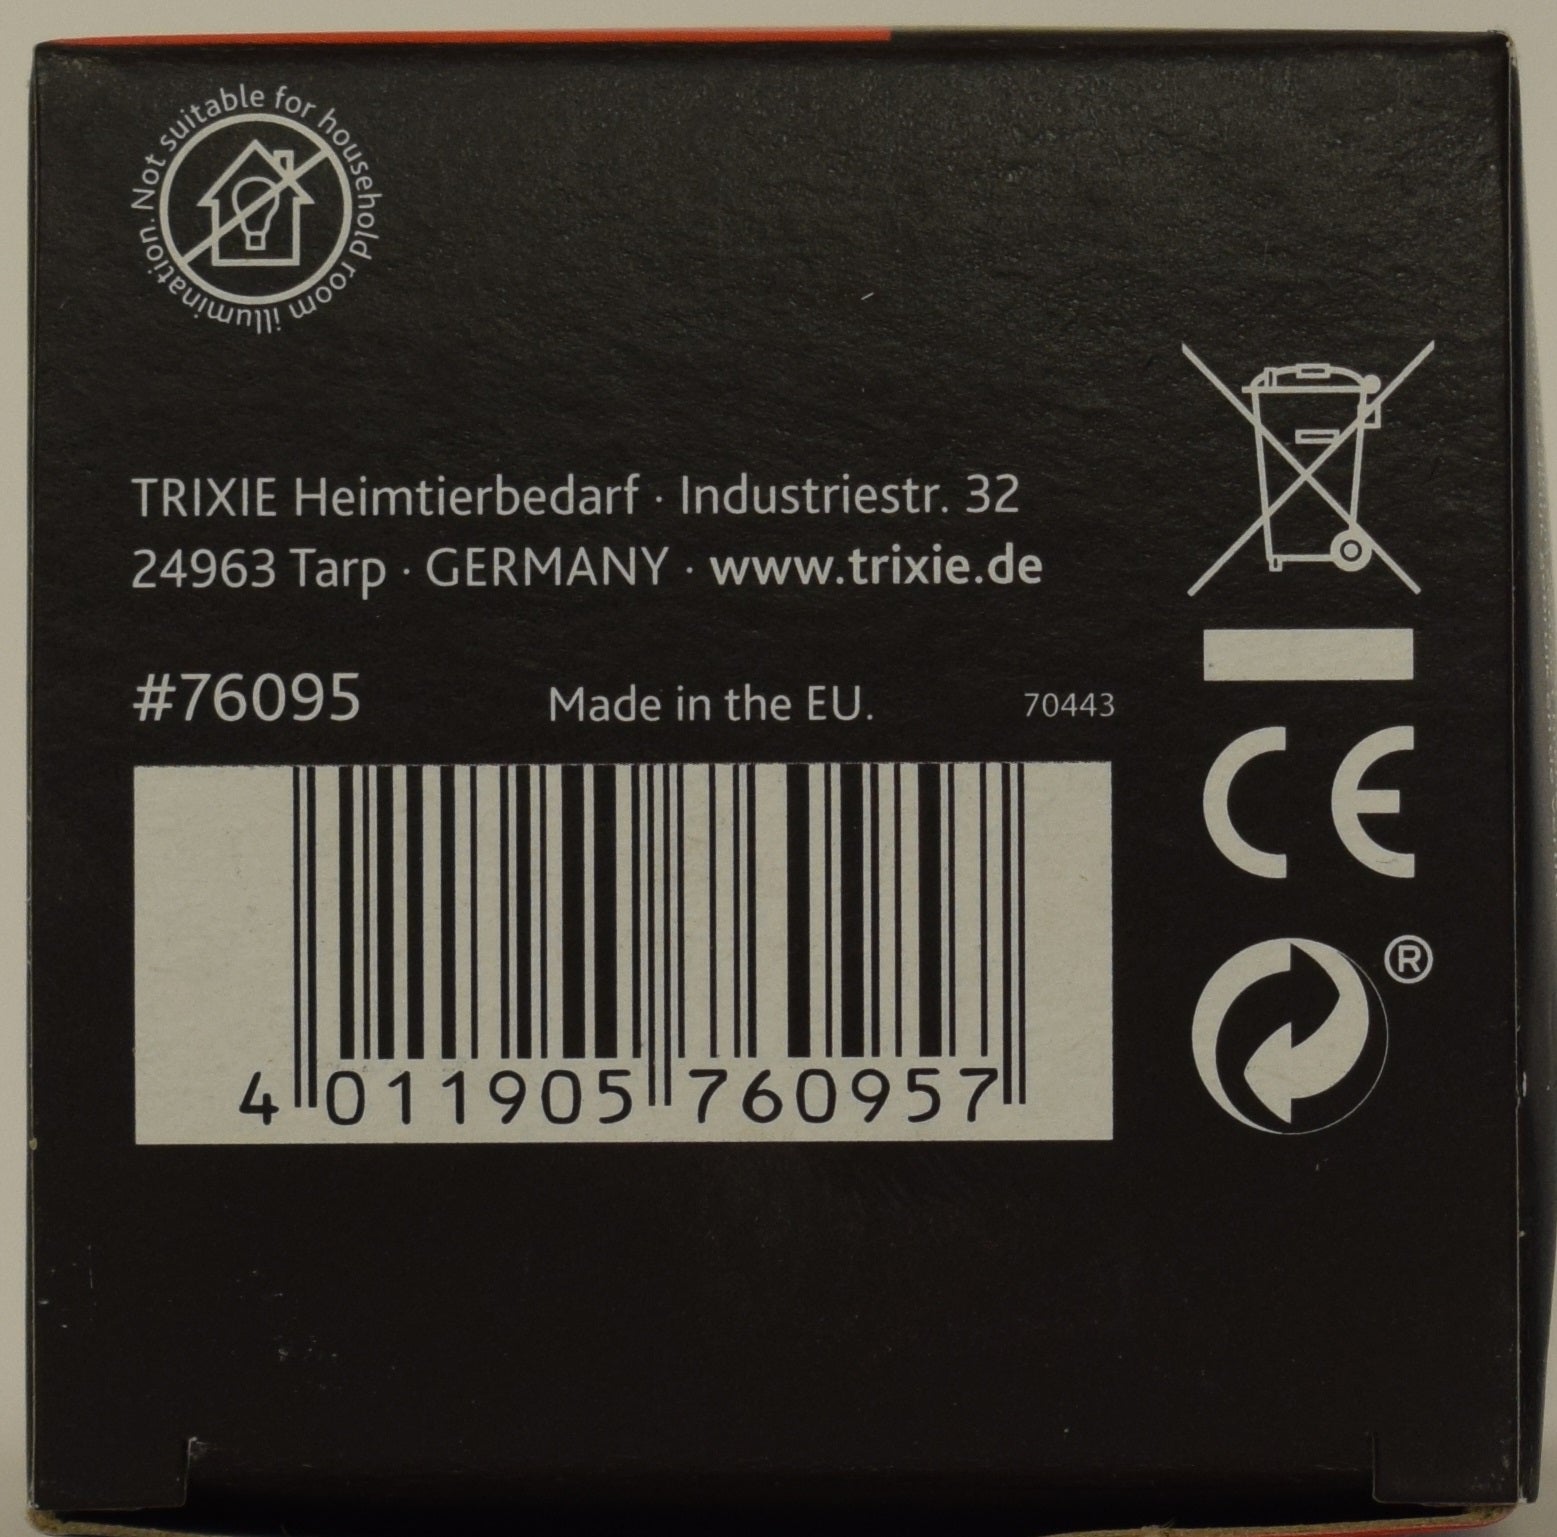 Not suitable for household room illumination.
TRIXIE Heimtierbedarf · Industriestr. 32
24963 Tarp · GERMANY · www.trixie.de
#76095 Made in the EU. 70443
CE
4 011905 760957
®